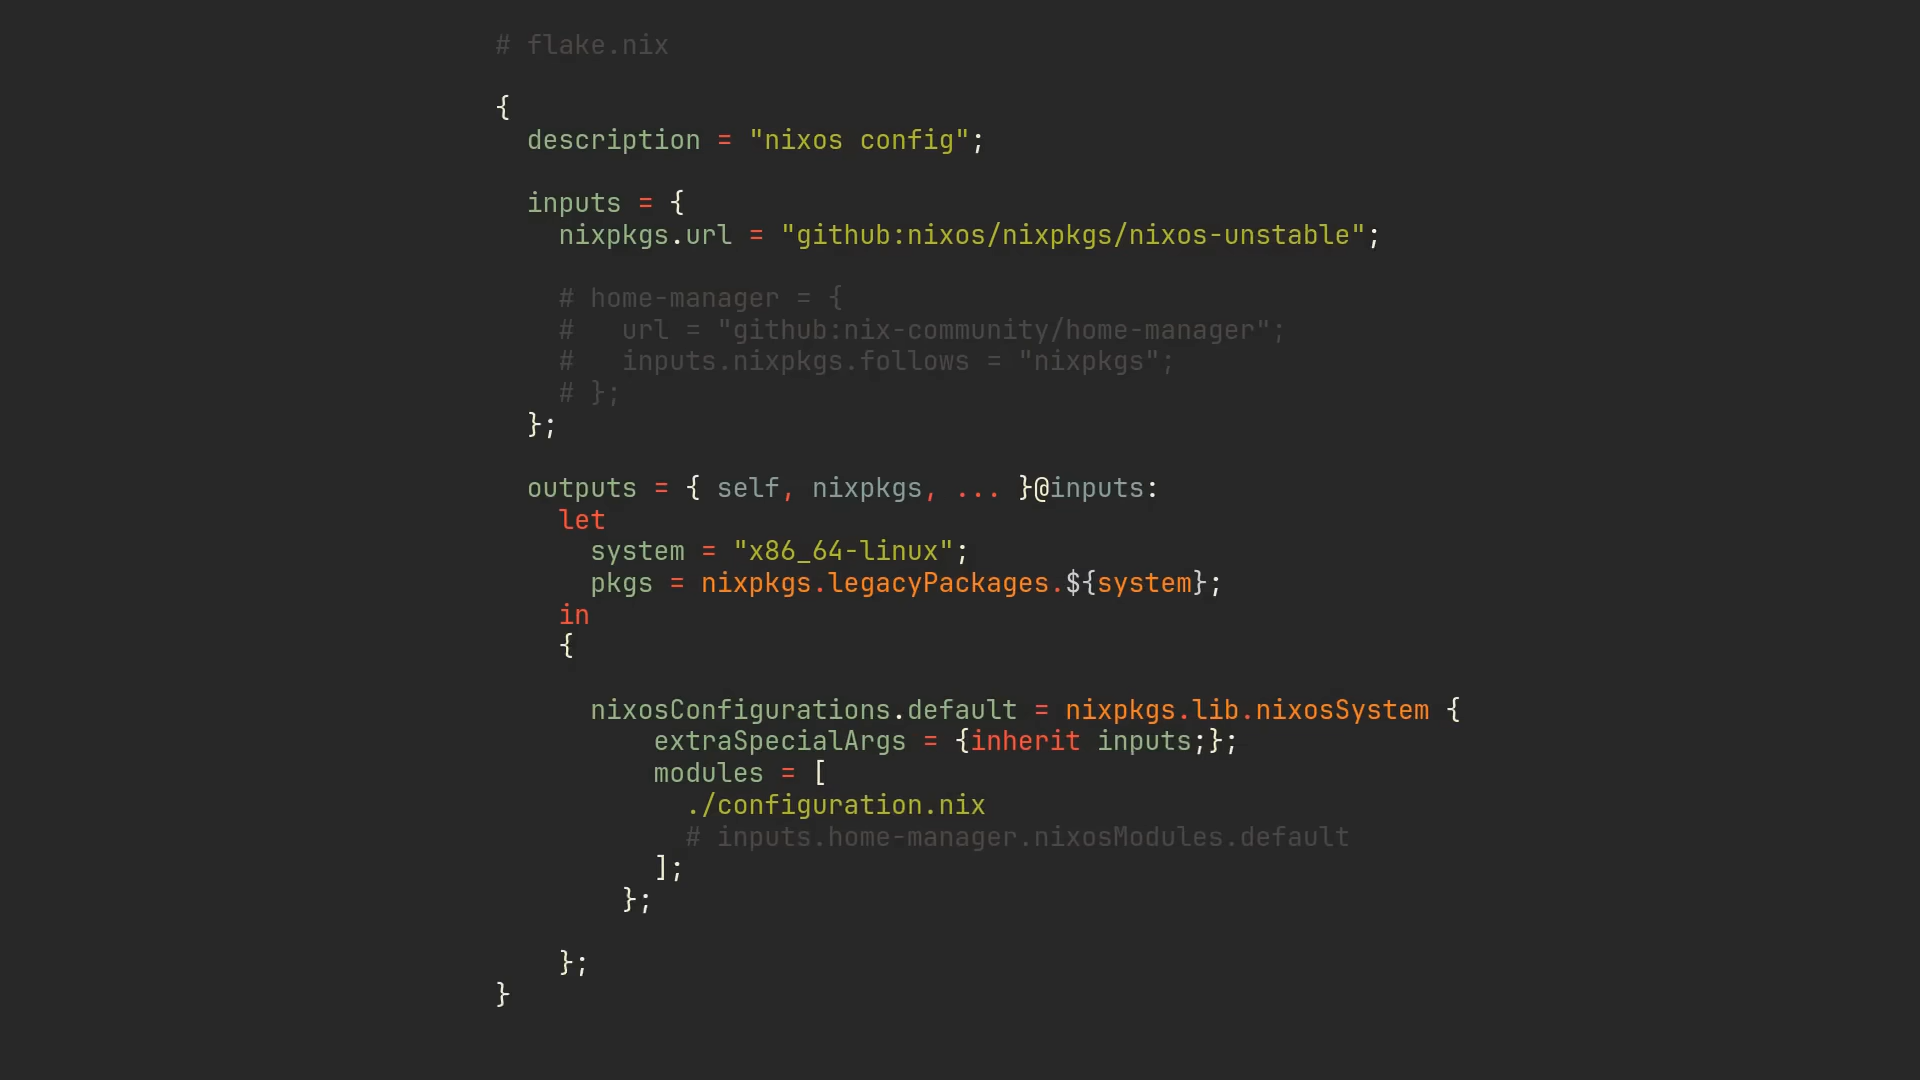 # flake.nix
{
  description = "nixos config";
  inputs = {
    nixpkgs.url = "github:nixos/nixpkgs/nixos-unstable";
    # home-manager = {
    #   url = "github:nix-community/home-manager";
    #   inputs.nixpkgs.follows = "nixpkgs";
    # };
  };
  outputs = { self, nixpkgs, ... }@inputs:
    let
      system = "x86_64-linux";
      pkgs = nixpkgs.legacyPackages.${system};
    in
    {
      nixosConfigurations.default = nixpkgs.lib.nixosSystem {
          extraSpecialArgs = {inherit inputs;};
          modules = [
            ./configuration.nix
            # inputs.home-manager.nixosModules.default
          ];
        };
    };
}